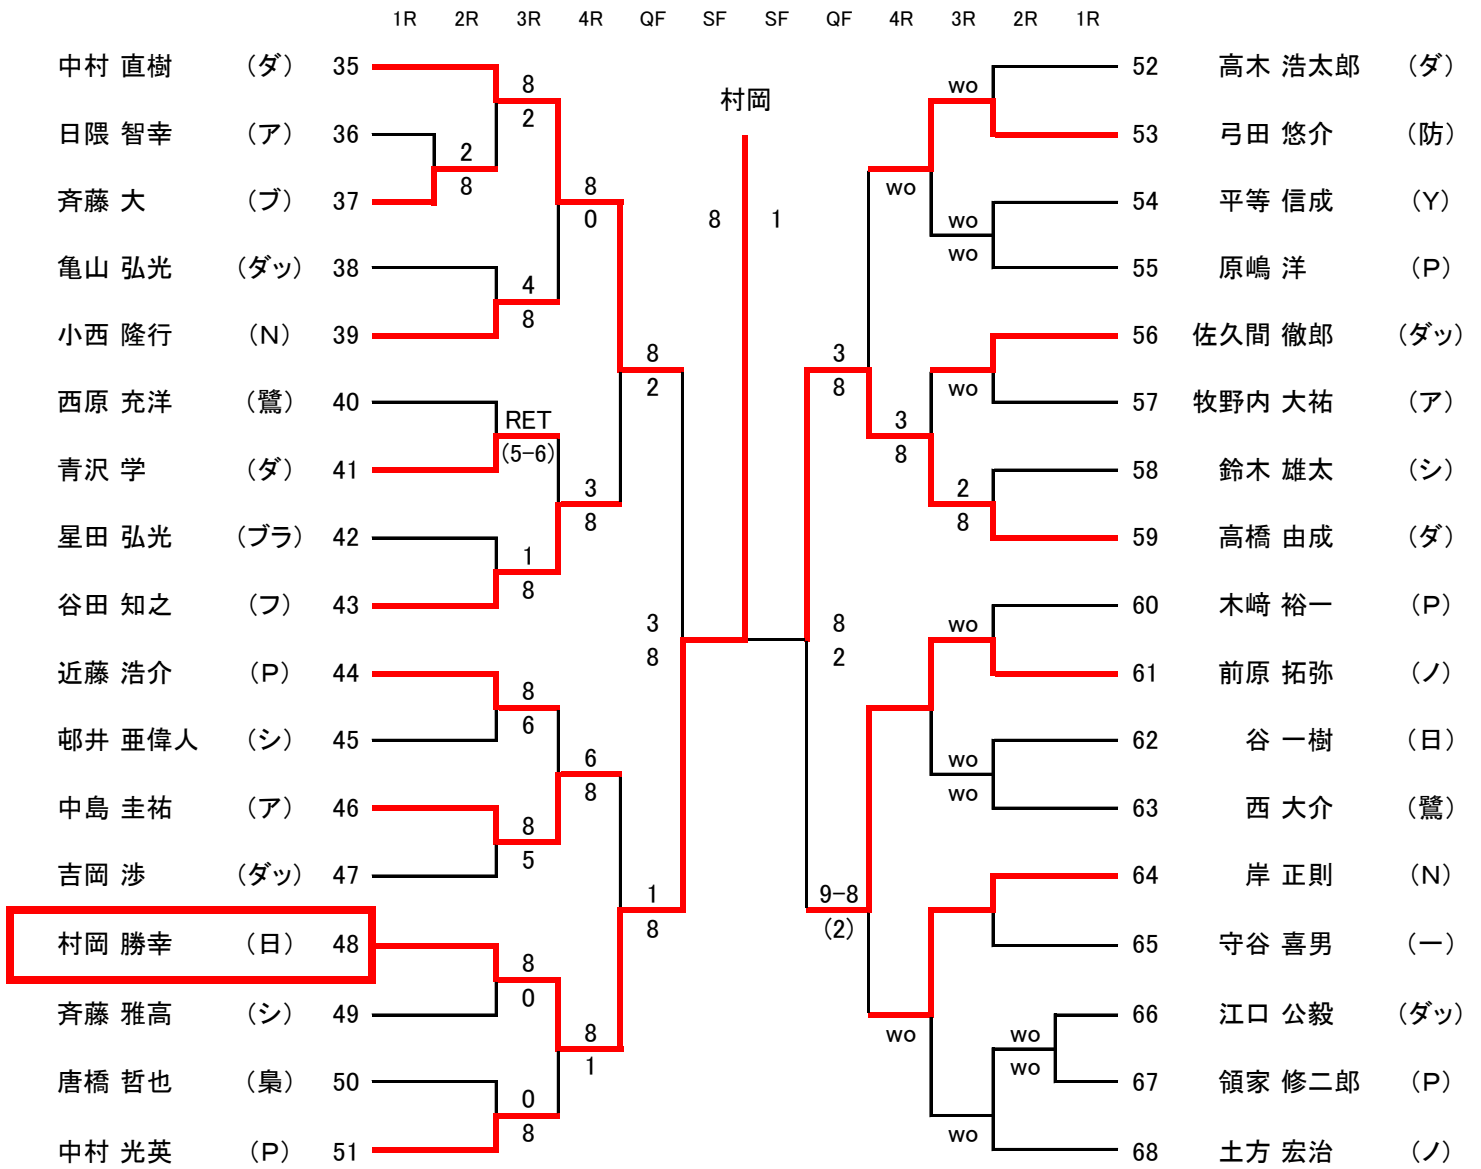 1R 2R 3R 4R QF SF SF QF 4R 3R 2R 1R
中村 直樹 (ダ) 35
日隈 智幸 (ア) 36
斉藤 大 (ブ) 37
亀山 弘光 (ダッ) 38
小西 隆行 (N) 39
西原 充洋 (鷺) 40
青沢 学 (ダ) 41
星田 弘光 (ブラ) 42
谷田 知之 (フ) 43
近藤 浩介 (P) 44
邨井 亜偉人 (シ) 45
中島 圭祐 (ア) 46
吉岡 渉 (ダッ) 47
村岡 勝幸 (日) 48
斉藤 雅高 (シ) 49
唐橋 哲也 (梟) 50
中村 光英 (P) 51
2
8
8
2
4
8
RET
(5-6)
1
8
8
6
8
5
8
0
0
8
8
0
3
8
6
8
8
1
8
2
1
8
3
8
村岡
8 1
8
2
3
8
9-8
(2)
wo
3
8
wo
wo
wo
wo
wo
2
8
wo
wo
wo
wo
wo
wo
52 高木 浩太郎 (ダ)
53 弓田 悠介 (防)
54 平等 信成 (Y)
55 原嶋 洋 (P)
56 佐久間 徹郎 (ダッ)
57 牧野内 大祐 (ア)
58 鈴木 雄太 (シ)
59 高橋 由成 (ダ)
60 木﨑 裕一 (P)
61 前原 拓弥 (ノ)
62 谷 一樹 (日)
63 西 大介 (鷺)
64 岸 正則 (N)
65 守谷 喜男 (一)
66 江口 公毅 (ダッ)
67 領家 修二郎 (P)
68 土方 宏治 (ノ)